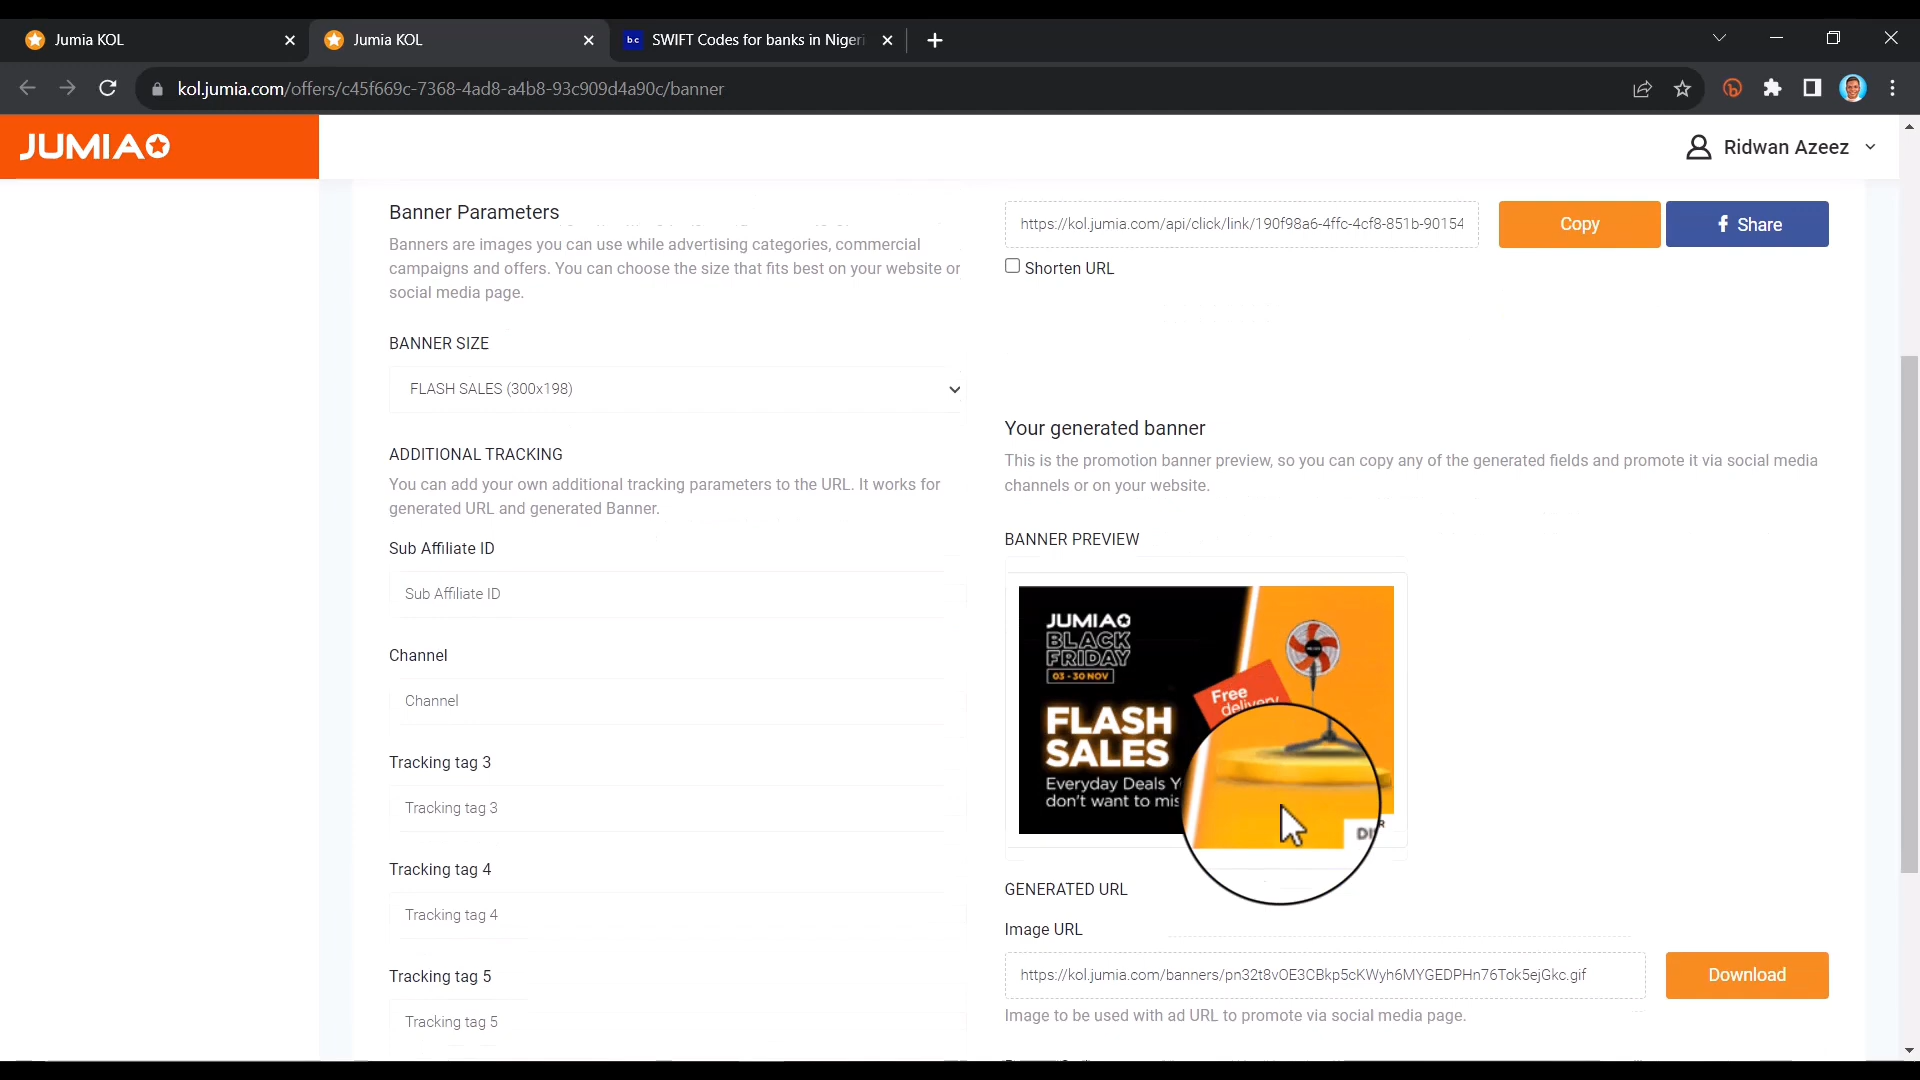 Jumia KOL
Jumia KOL
b.c
SWIFT Codes for banks in Nigeri
kol.jumia.com/offers/c45f669c-7368-4ad8-a4b8-93c909d4a90c/banner
JUMIA
Ridwan Azeez
Banner Parameters
Banners are images you can use while advertising categories, commercial
campaigns and offers. You can choose the size that fits best on your website or
social media page.
BANNER SIZE
FLASH SALES (300x198)
ADDITIONAL TRACKING
You can add your own additional tracking parameters to the URL. It works for
generated URL and generated Banner.
Sub Affiliate ID
Sub Affiliate ID
Channel
Channel
Tracking tag 3
Tracking tag 3
Tracking tag 4
Tracking tag 4
Tracking tag 5
Tracking tag 5
https://kol.jumia.com/api/click/link/190f98a6-4ffc-4cf8-851b-90154
Copy
Share
Shorten URL
Your generated banner
This is the promotion banner preview, so you can copy any of the generated fields and promote it via social media
channels or on your website.
BANNER PREVIEW
JUMIA
BLACK
FRIDAY
03 - 30 NOV
Free
delivery
FLASH
SALES
Everyday Deals Y
don't want to mis
GENERATED URL
Image URL
https://kol.jumia.com/banners/pn32t8vOE3CBkp5cKWyh6MYGEDPHn76Tok5ejGkc.gif
Download
Image to be used with ad URL to promote via social media page.